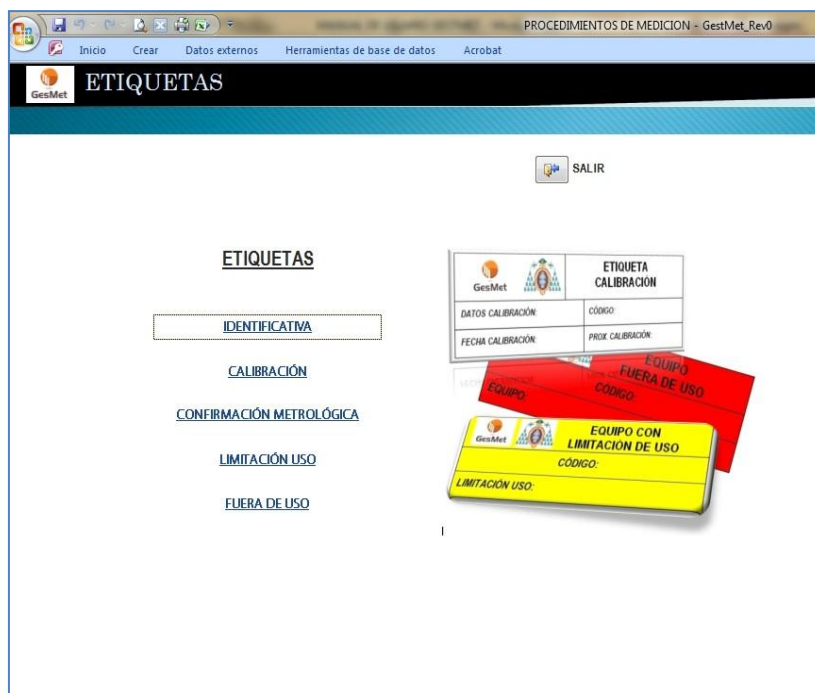 PROCEDIMIENTOS DE MEDICION - GestMet_Rev0
Inicio Crear Datos externos Herramientas de base de datos Acrobat
GesMet
ETIQUETAS
SALIR
ETIQUETAS
IDENTIFICATIVA
CALIBRACIÓN
CONFIRMACIÓN METROLÓGICA
LIMITACIÓN USO
FUERA DE USO
GesMet
ETIQUETA
CALIBRACIÓN
DATOS CALIBRACIÓN:
CÓDIGO:
FECHA CALIBRACIÓN:
PROX. CALIBRACIÓN:
EQUIPO
FUERA DE USO
EQUIPO:
CÓDIGO:
GesMet
EQUIPO CON
LIMITACIÓN DE USO
CÓDIGO:
LIMITACIÓN USO: